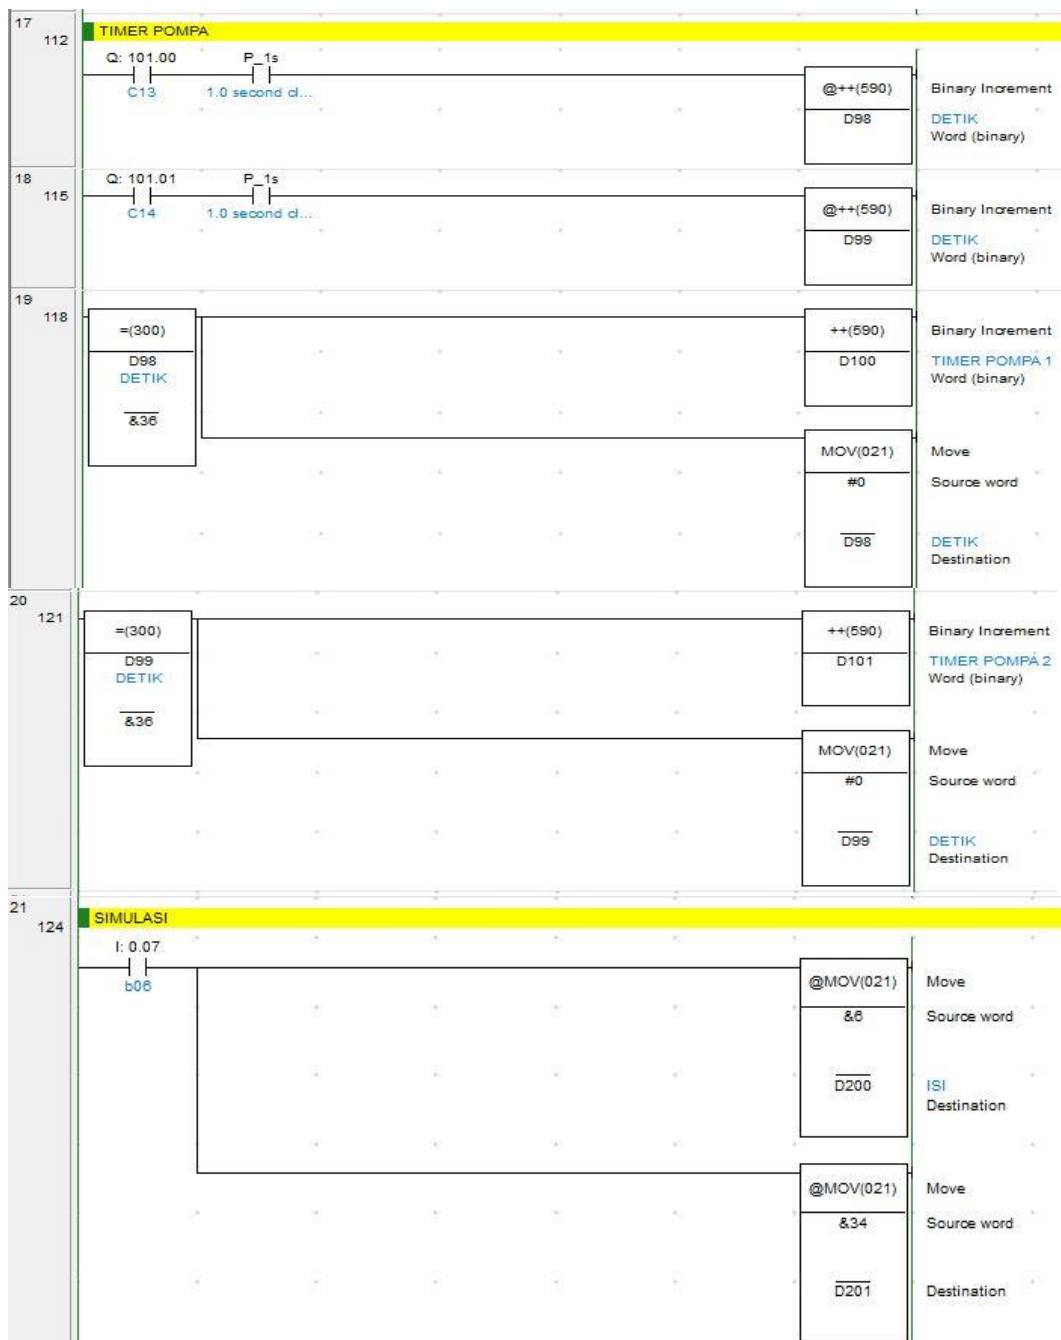 17
112
TIMER POMPA
Q: 101.00 P_1s
C13 1.0 second cl...
@++(590) Binary Increment
D98 DETIK
Word (binary)
18
115
Q: 101.01 P_1s
C14 1.0 second cl...
@++(590) Binary Increment
D99 DETIK
Word (binary)
19
118
=(300)
D98
DETIK
&36
++(590) Binary Increment
D100 TIMER POMPA 1
Word (binary)
MOV(021) Move
#0 Source word
D98 DETIK
Destination
20
121
=(300)
D99
DETIK
&36
++(590) Binary Increment
D101 TIMER POMPA 2
Word (binary)
MOV(021) Move
#0 Source word
D99 DETIK
Destination
21
124
SIMULASI
I: 0.07
b06
@MOV(021) Move
&6 Source word
D200 ISI
Destination
@MOV(021) Move
&34 Source word
D201 Destination